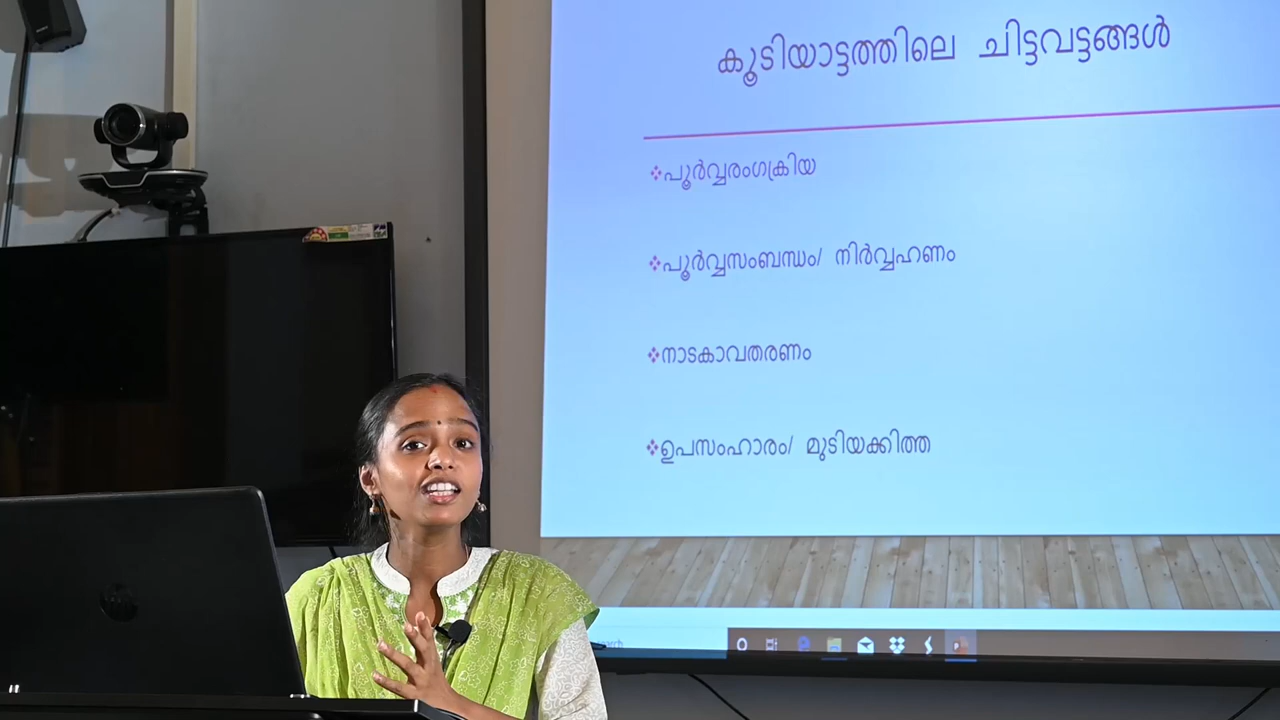 കൂടിയാട്ടത്തിലെ ചിട്ടവട്ടങ്ങൾ
❖പൂർവ്വരംഗക്രിയ
❖പൂർവ്വസംബന്ധം/ നിർവ്വഹണം
❖നാടകാവതരണം
❖ഉപസംഹാരം/ മുടിയക്കിത്ത